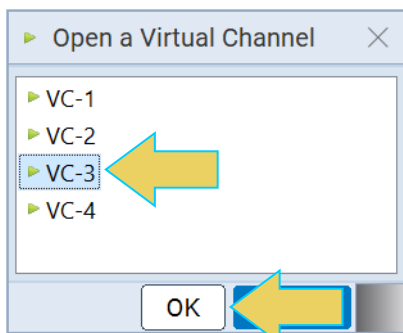 Open a Virtual Channel
VC-1
VC-2
VC-3
VC-4
OK